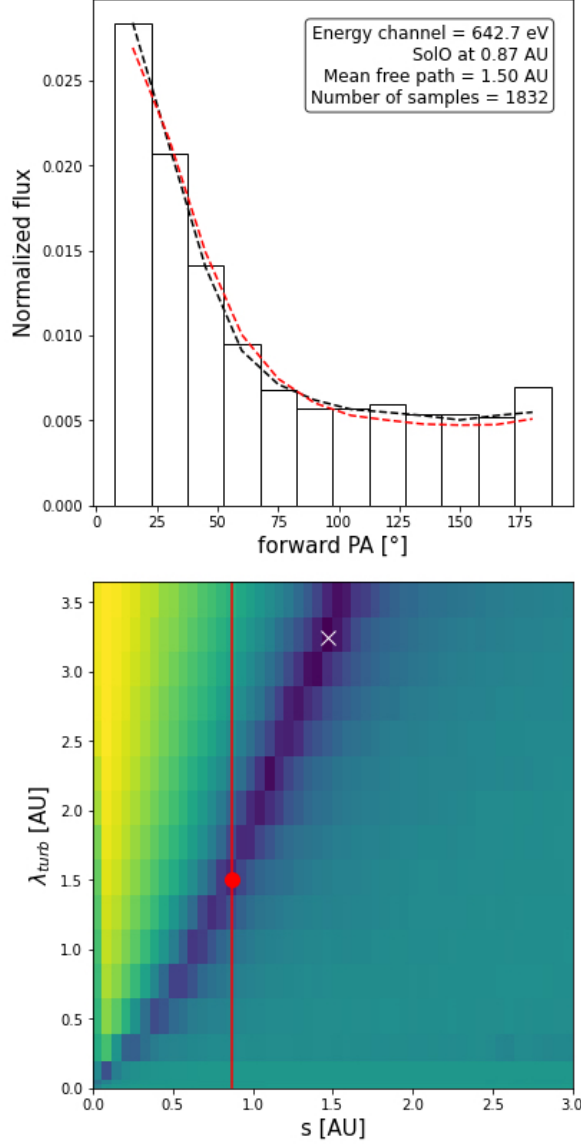 Energy channel = 642.7 eV
SolO at 0.87 AU
Mean free path = 1.50 AU
Number of samples = 1832
Normalized flux
0.025
0.020
0.015
0.010
0.005
0.000
0 25 50 75 100 125 150 175
forward PA [°]
λturb [AU]
3.5
3.0
2.5
2.0
1.5
1.0
0.5
0.0
0.0 0.5 1.0 1.5 2.0 2.5 3.0
s [AU]